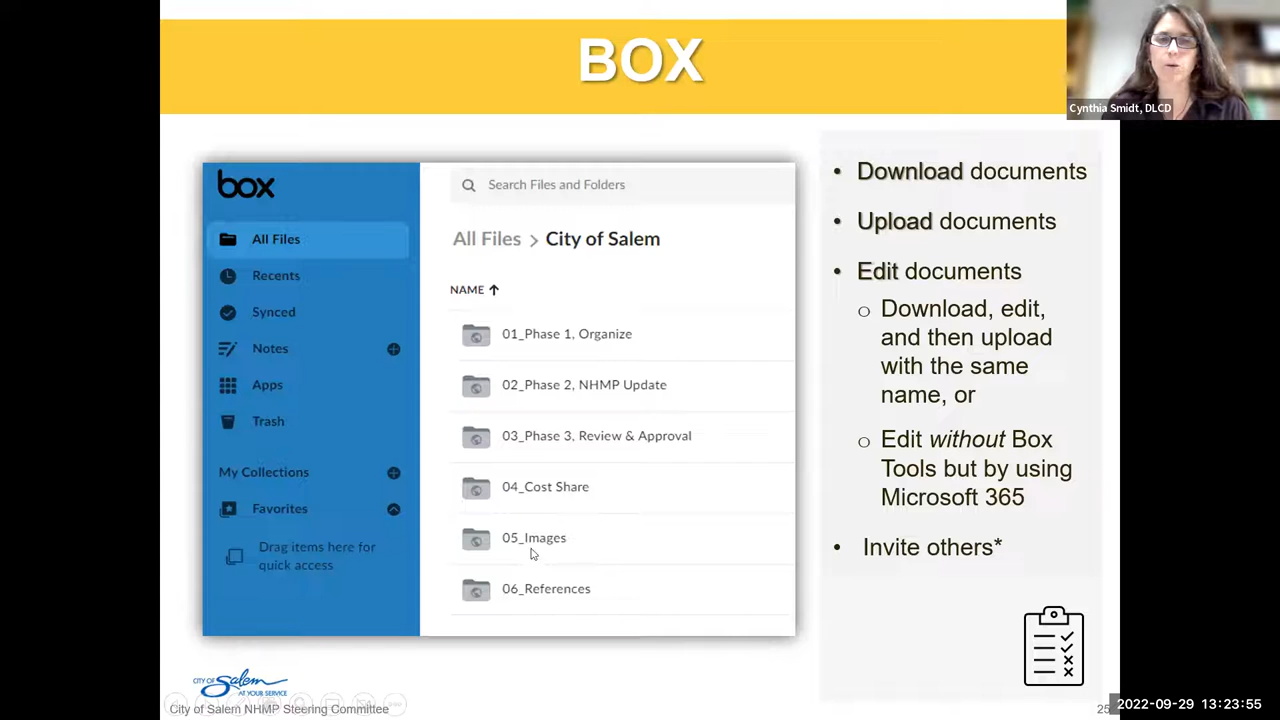 BOX
Cynthia Smidt, DLCD
box
Search Files and Folders
All Files
Recents
Synced
Notes
Apps
Trash
My Collections
Favorites
Drag items here for
quick access
All Files > City of Salem
NAME ↑
01_Phase 1, Organize
02_Phase 2, NHMP Update
03_Phase 3, Review & Approval
04_Cost Share
05_Images
06_References
• Download documents
• Upload documents
• Edit documents
o Download, edit,
and then upload
with the same
name, or
o Edit without Box
Tools but by using
Microsoft 365
• Invite others*
CITY OF Salem
AT YOUR SERVICE
City of Salem NHMP Steering Committee
25
2022-09-29 13:23:55